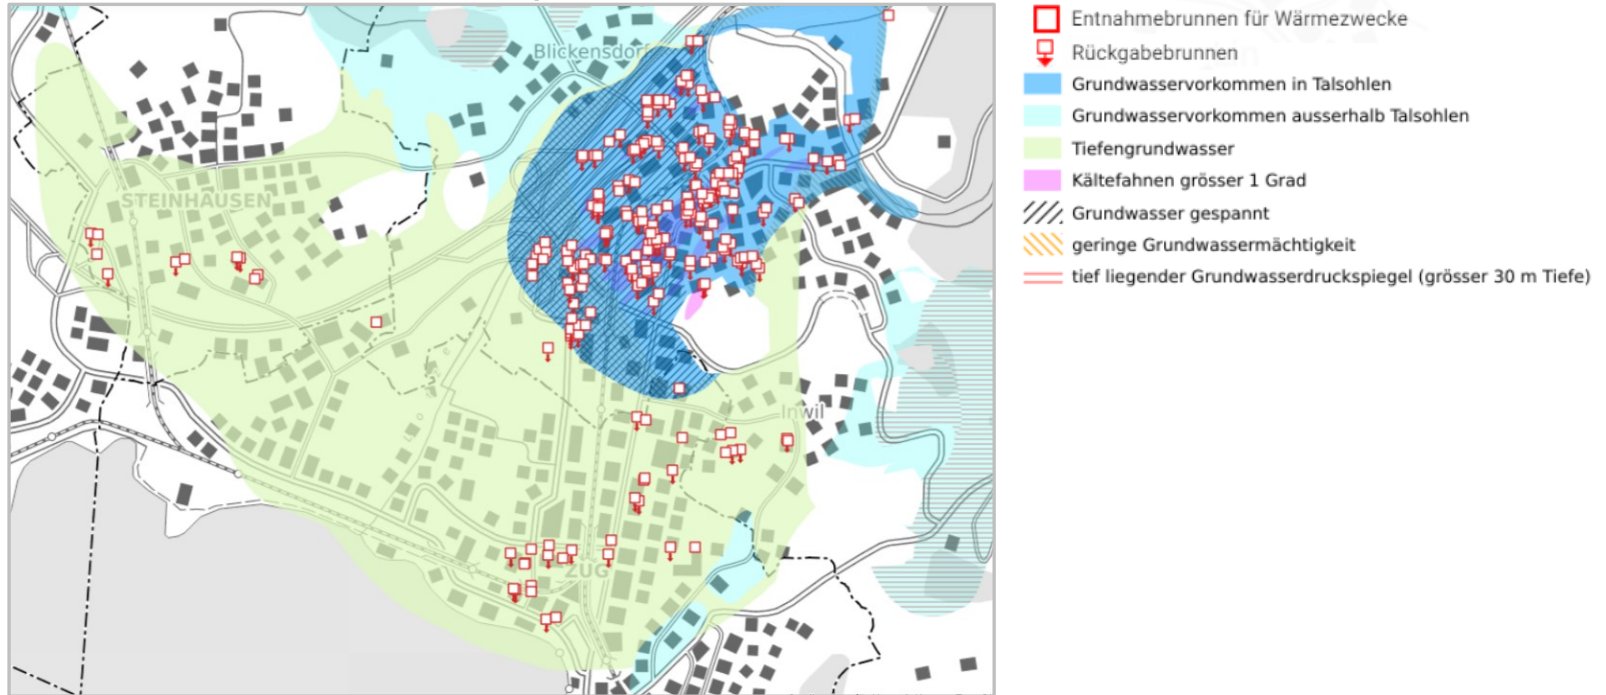 Blickensdorf
STEINHAUSEN
Inwil
ZUG
Entnahmebrunnen für Wärmezwecke
Rückgabebrunnen
Grundwasservorkommen in Talsohlen
Grundwasservorkommen ausserhalb Talsohlen
Tiefengrundwasser
Kältefahnen grösser 1 Grad
Grundwasser gespannt
geringe Grundwassermächtigkeit
tief liegender Grundwasserdruckspiegel (grösser 30 m Tiefe)